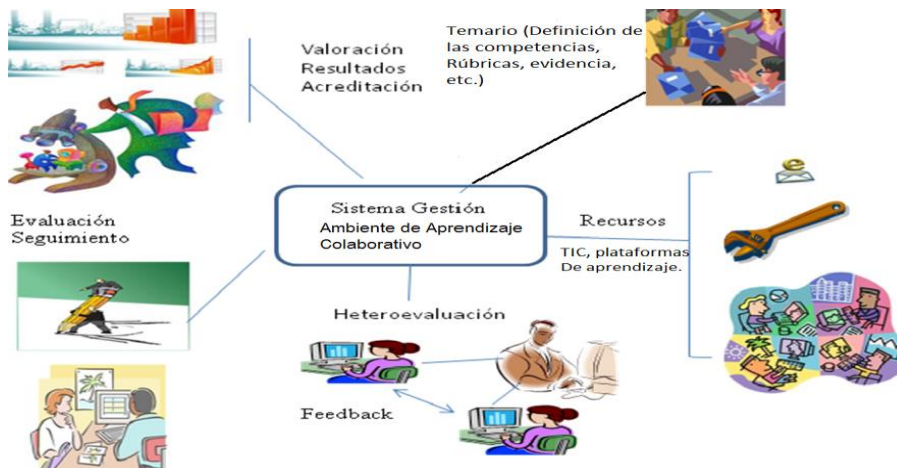 Valoración
Resultados
Acreditación
Temario (Definición de
las competencias,
Rúbricas, evidencia,
etc.)
Evaluación
Seguimiento
Sistema Gestión
Ambiente de Aprendizaje
Colaborativo
Recursos
TIC, plataformas
De aprendizaje.
Heteroevaluación
Feedback